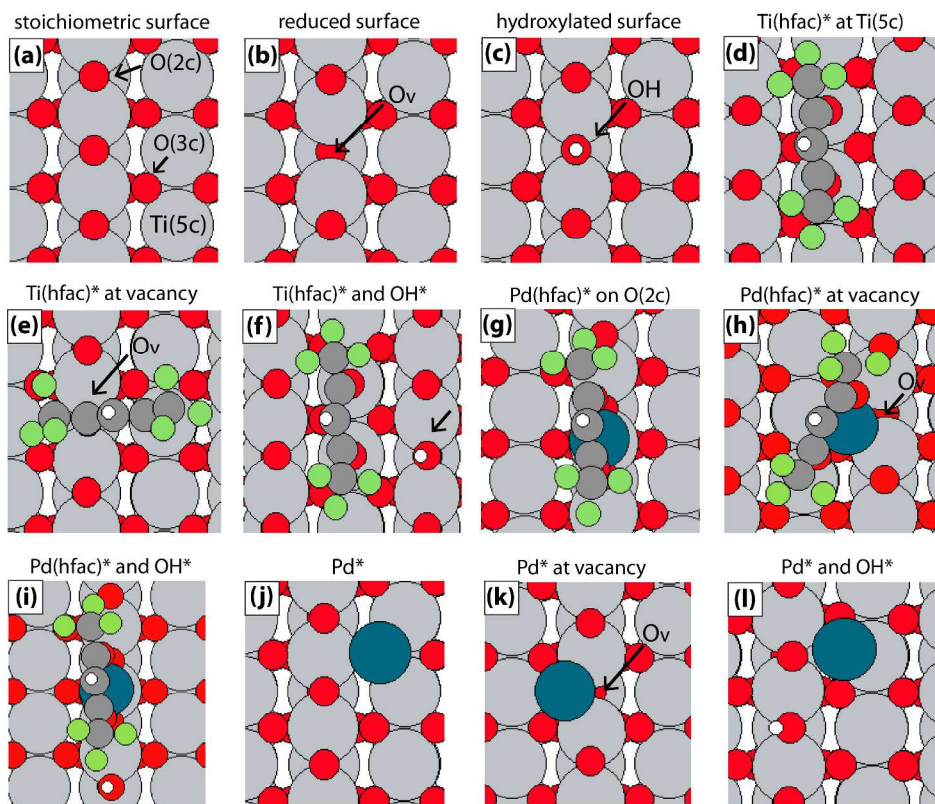 stoichiometric surface
(a)
O(2c)
O(3c)
Ti(5c)
reduced surface
(b)
Ov
hydroxylated surface
(c)
OH
Ti(hfac)* at Ti(5c)
(d)
Ti(hfac)* at vacancy
(e)
Ov
Ti(hfac)* and OH*
(f)
Pd(hfac)* on O(2c)
(g)
Pd(hfac)* at vacancy
(h)
Ov
Pd(hfac)* and OH*
(i)
Pd*
(j)
Pd* at vacancy
(k)
Ov
Pd* and OH*
(l)